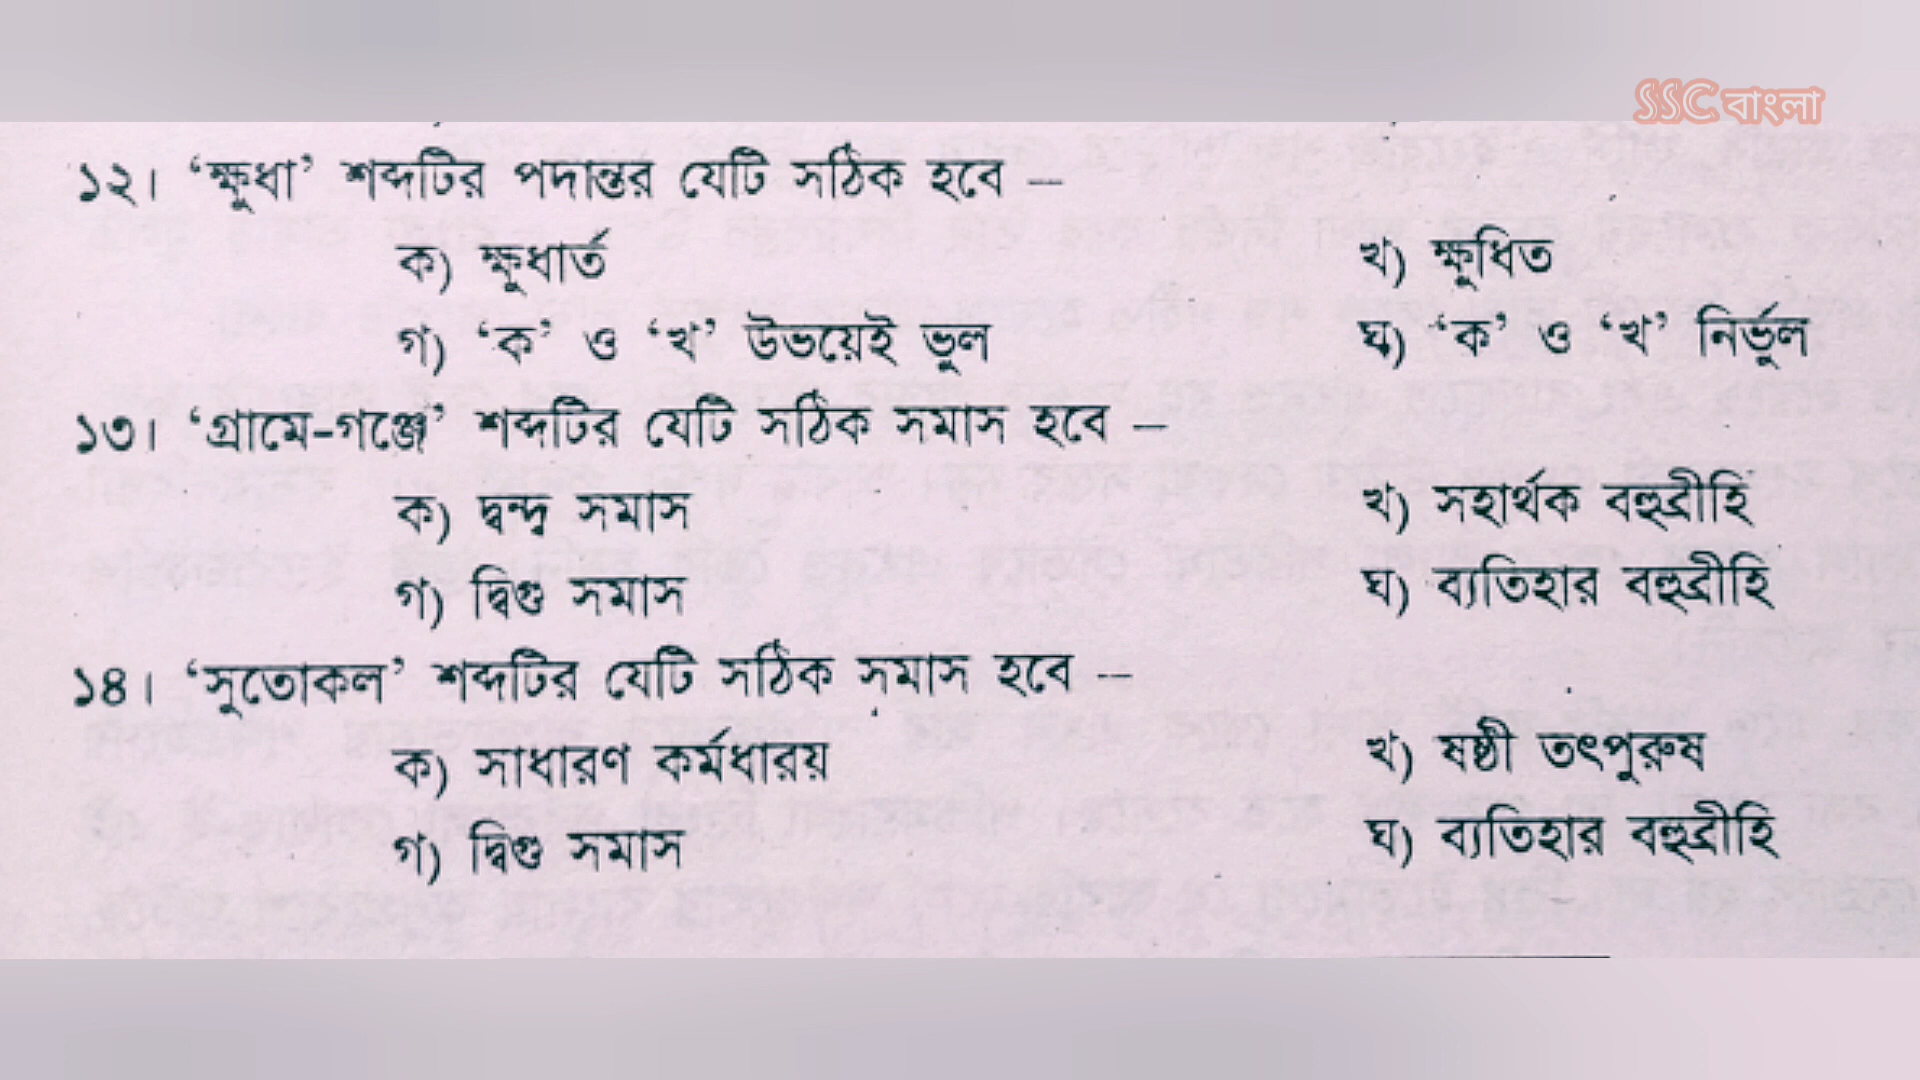 SSC বাংলা
১২। ‘ক্ষুধা’ শব্দটির পদান্তর যেটি সঠিক হবে —
ক) ক্ষুধার্ত খ) ক্ষুধিত
গ) ‘ক’ ও ‘খ’ উভয়েই ভুল ঘ) ‘ক’ ও ‘খ’ নির্ভুল
১৩। ‘গ্রামে-গঞ্জে’ শব্দটির যেটি সঠিক সমাস হবে —
ক) দ্বন্দ্ব সমাস খ) সহার্থক বহুব্রীহি
গ) দ্বিগু সমাস ঘ) ব্যতিহার বহুব্রীহি
১৪। ‘সুতোকল’ শব্দটির যেটি সঠিক সমাস হবে —
ক) সাধারণ কর্মধারয় খ) ষষ্ঠী তৎপুরুষ
গ) দ্বিগু সমাস ঘ) ব্যতিহার বহুব্রীহি